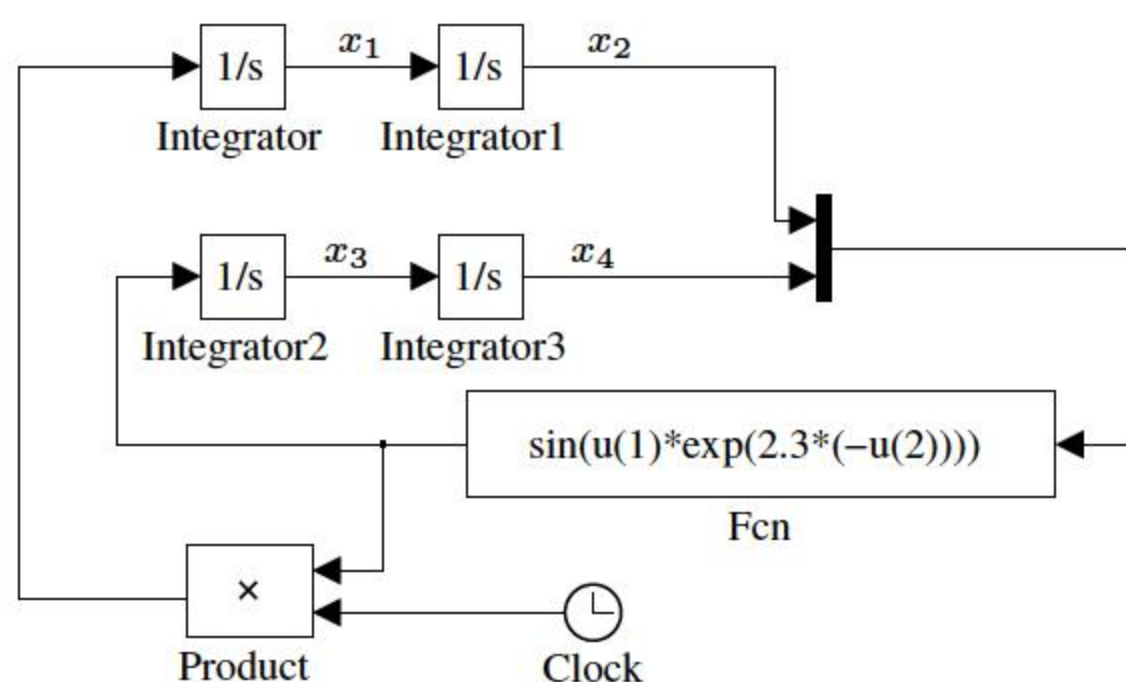 x₁ x₂
1/s 1/s
Integrator Integrator1
x₃ x₄
1/s 1/s
Integrator2 Integrator3
sin(u(1)*exp(2.3*(−u(2))))
Fcn
×
Product Clock